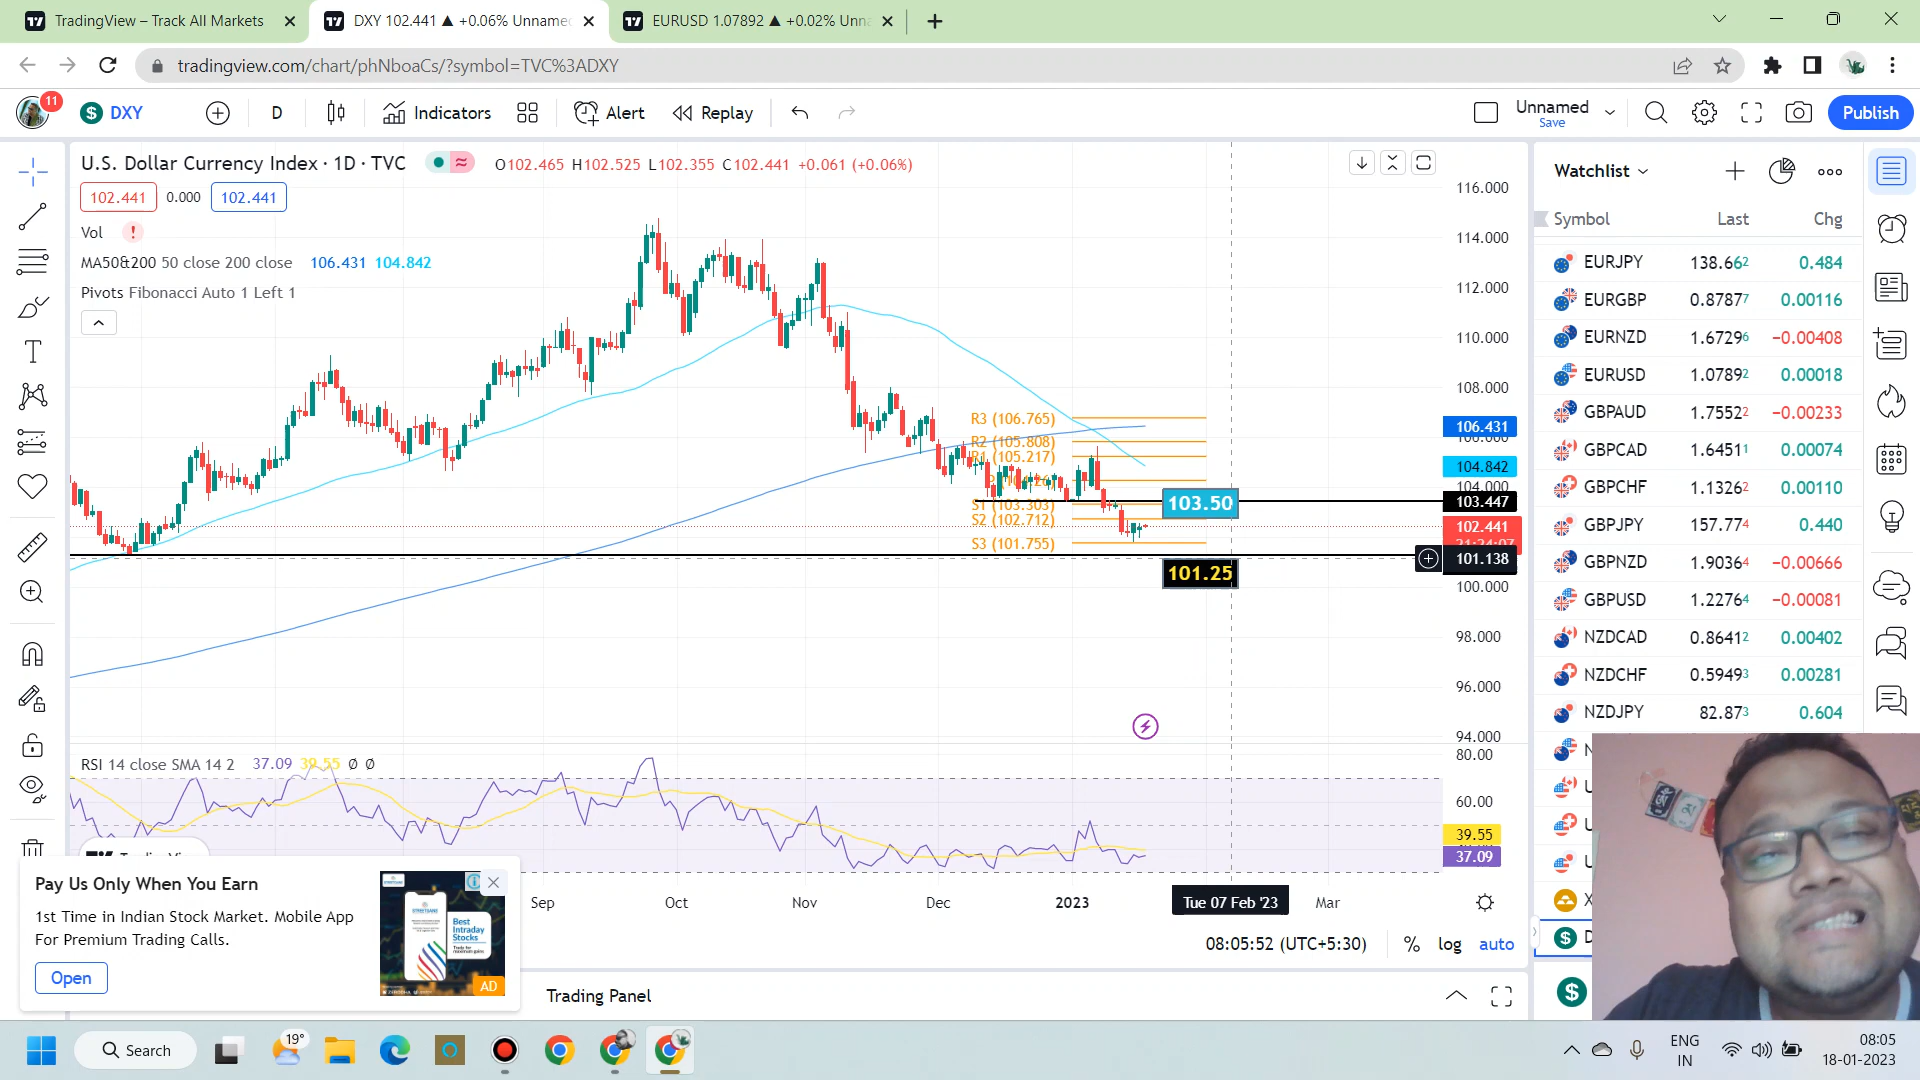 TradingView – Track All Markets
DXY 102.441 ▲ +0.06% Unname
EURUSD 1.07892 ▲ +0.02% Unn
tradingview.com/chart/phNboaCs/?symbol=TVC%3ADXY
11
DXY
D
Indicators
Alert
Replay
Unnamed
Save
Publish
U.S. Dollar Currency Index · 1D · TVC
O102.465 H102.525 L102.355 C102.441 +0.061 (+0.06%)
102.441
0.000
102.441
Vol
MA50&200 50 close 200 close 106.431 104.842
Pivots Fibonacci Auto 1 Left 1
R3 (106.765)
R2 (105.808)
R1 (105.217)
S1 (103.303)
S2 (102.712)
S3 (101.755)
103.50
101.25
116.000
114.000
112.000
110.000
108.000
106.431
106.000
104.842
104.000
103.447
102.441
101.138
100.000
98.000
96.000
94.000
RSI 14 close SMA 14 2 37.09 39.55 Ø Ø
80.00
60.00
39.55
37.09
Sep
Oct
Nov
Dec
2023
Tue 07 Feb '23
Mar
08:05:52 (UTC+5:30)
%
log
auto
Trading Panel
Watchlist
Symbol Last Chg
EURJPY 138.662 0.484
EURGBP 0.87877 0.00116
EURNZD 1.67296 −0.00408
EURUSD 1.07892 0.00018
GBPAUD 1.75522 −0.00233
GBPCAD 1.64511 0.00074
GBPCHF 1.13262 0.00110
GBPJPY 157.774 0.440
GBPNZD 1.90364 −0.00666
GBPUSD 1.22764 −0.00081
NZDCAD 0.86412 0.00402
NZDCHF 0.59493 0.00281
NZDJPY 82.873 0.604
Pay Us Only When You Earn
1st Time in Indian Stock Market. Mobile App
For Premium Trading Calls.
Open
Best
Intraday
Stocks
AD
Search
19°
ENG
IN
08:05
18-01-2023